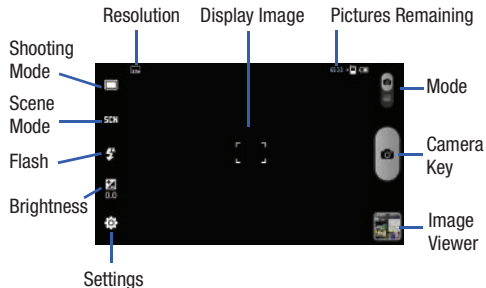 Resolution Display Image Pictures Remaining
Shooting
Mode
Mode
Scene
Mode
SCN
Camera
Key
Flash
Brightness
0.0
Image
Viewer
Settings